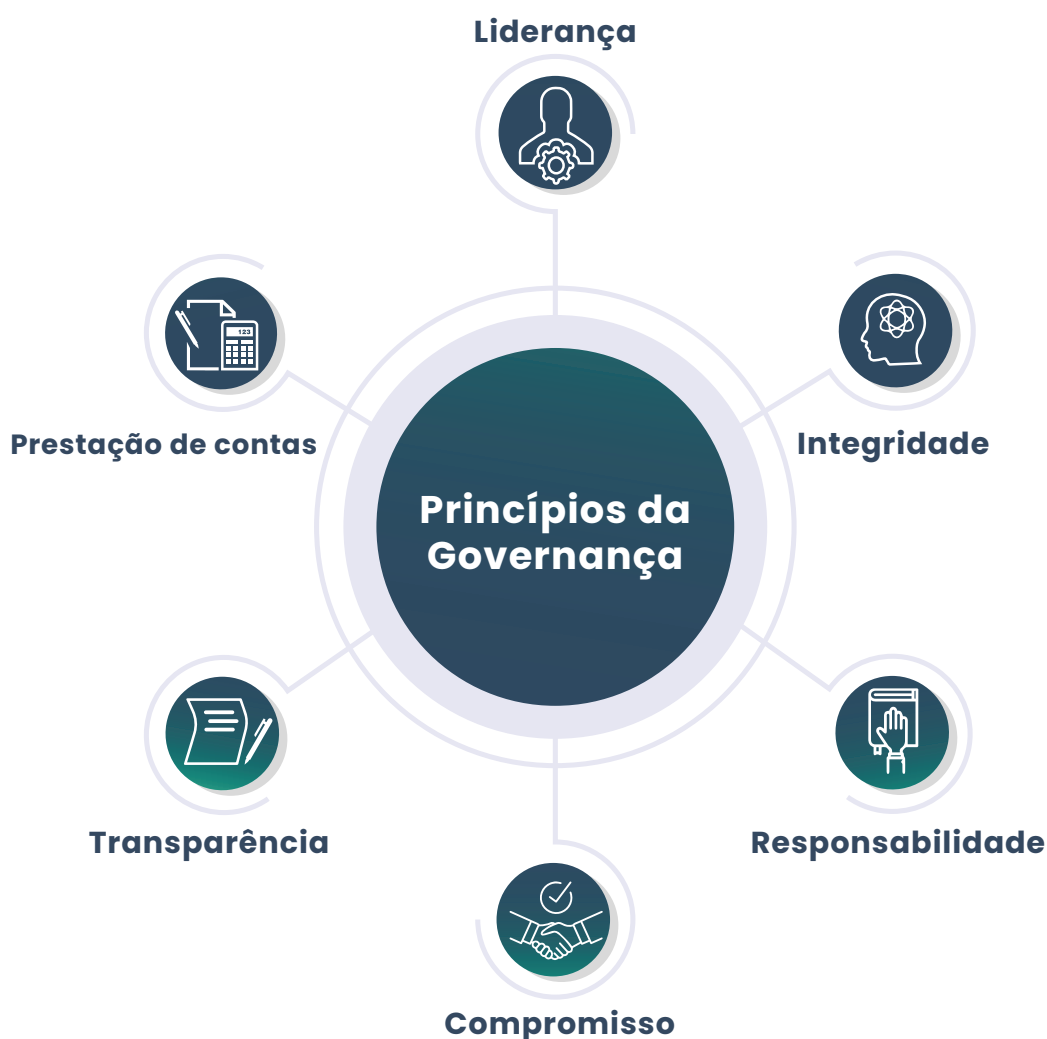 Liderança
123
Prestação de contas
Integridade
Princípios da
Governança
Transparência
Responsabilidade
Compromisso